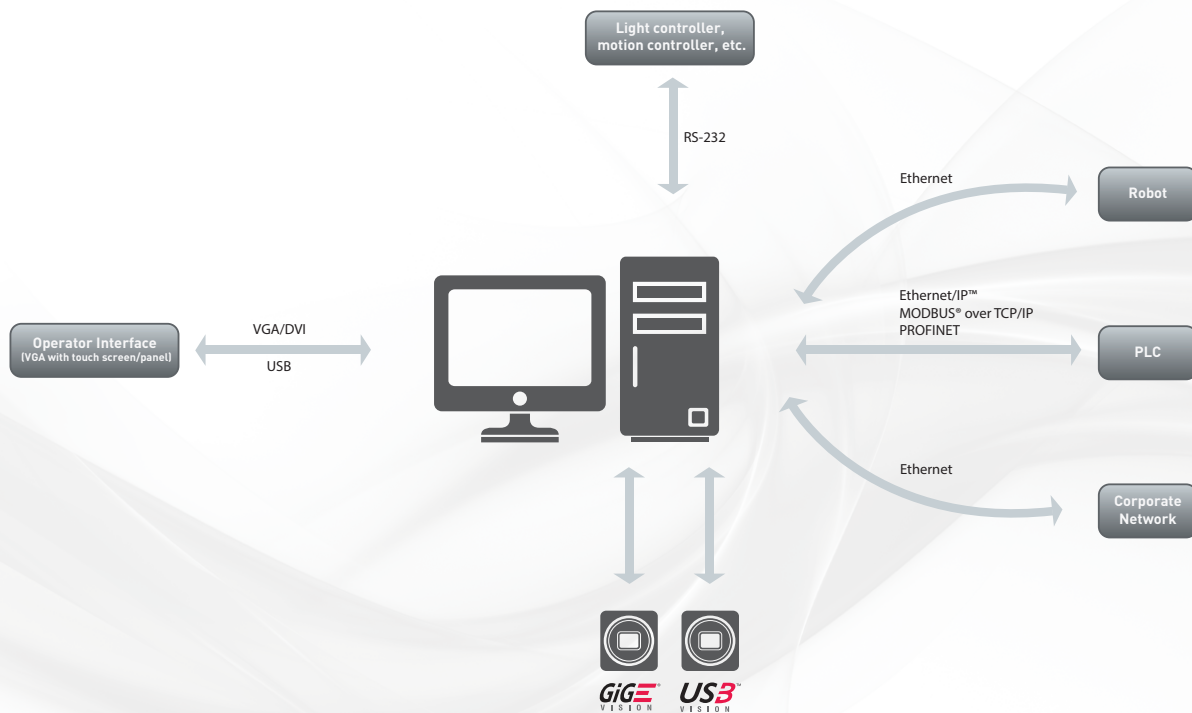 Light controller,
motion controller, etc.
RS-232
Ethernet
Robot
Ethernet/IP™
MODBUS® over TCP/IP
PROFINET
PLC
VGA/DVI
USB
Operator Interface
(VGA with touch screen/panel)
Ethernet
Corporate
Network
GiGE®
VISION
USB3™
VISION